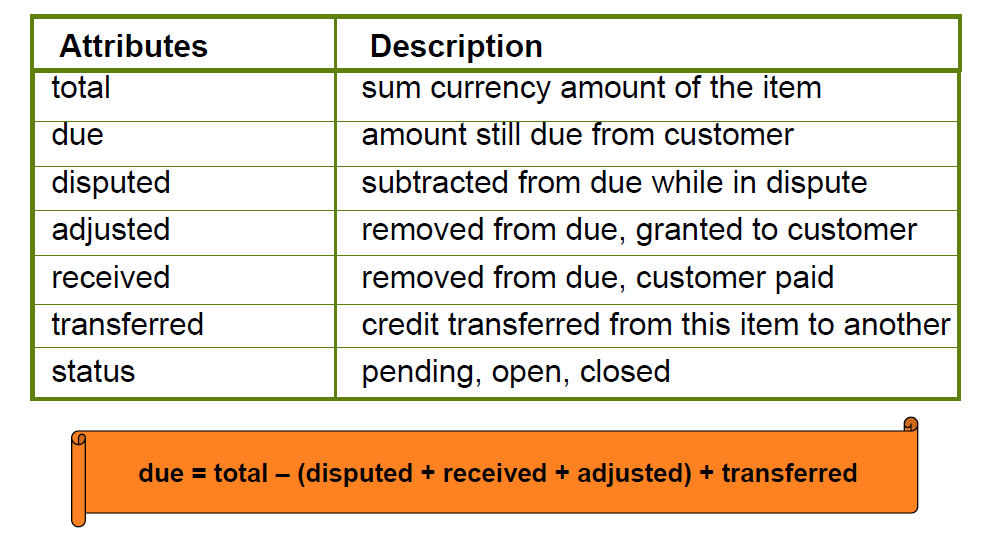 Attributes Description
total sum currency amount of the item
due amount still due from customer
disputed subtracted from due while in dispute
adjusted removed from due, granted to customer
received removed from due, customer paid
transferred credit transferred from this item to another
status pending, open, closed
due = total – (disputed + received + adjusted) + transferred